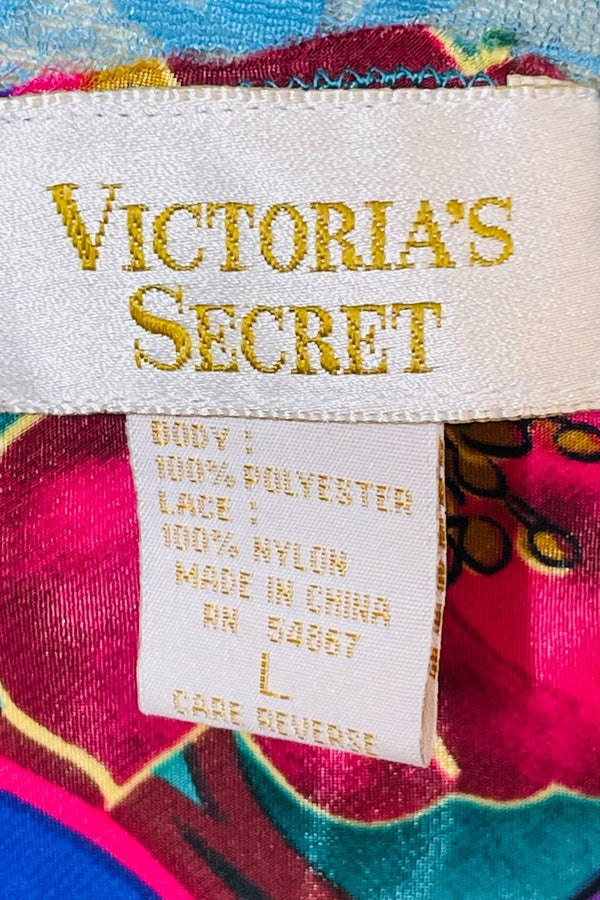 VICTORIA'S
SECRET
BODY :
100% POLYESTER
LACE :
100% NYLON
MADE IN CHINA
RN 54867
L
CARE REVERSE